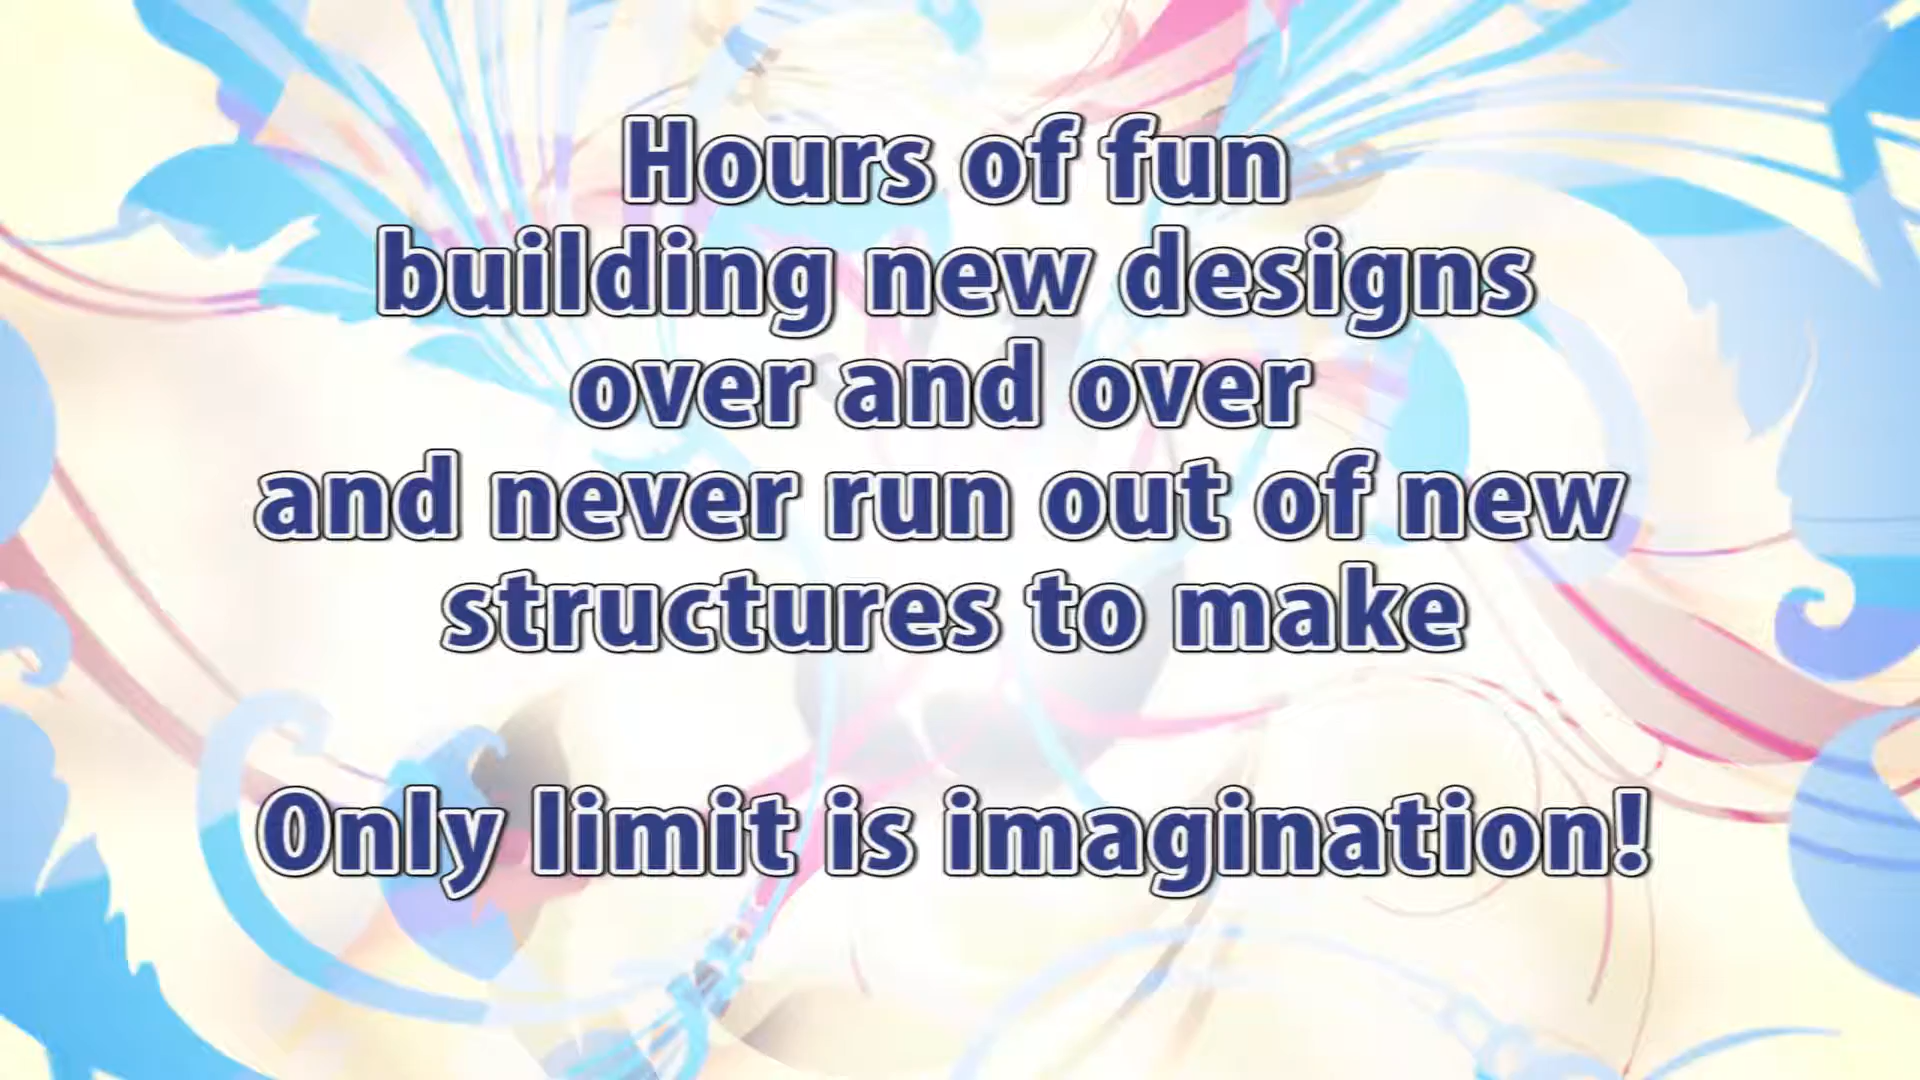 Hours of fun
building new designs
over and over
and never run out of new
structures to make
Only limit is imagination!